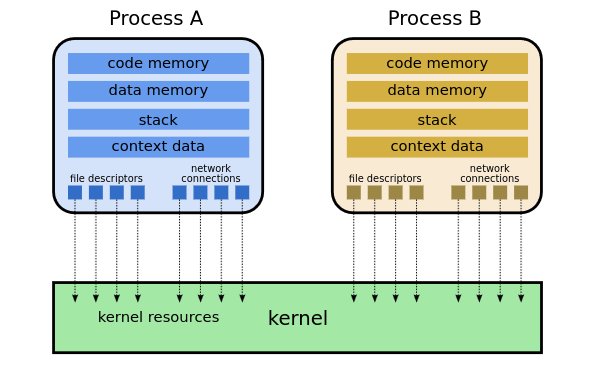 Process A
code memory
data memory
stack
context data
file descriptors
network
connections
Process B
code memory
data memory
stack
context data
file descriptors
network
connections
kernel resources
kernel